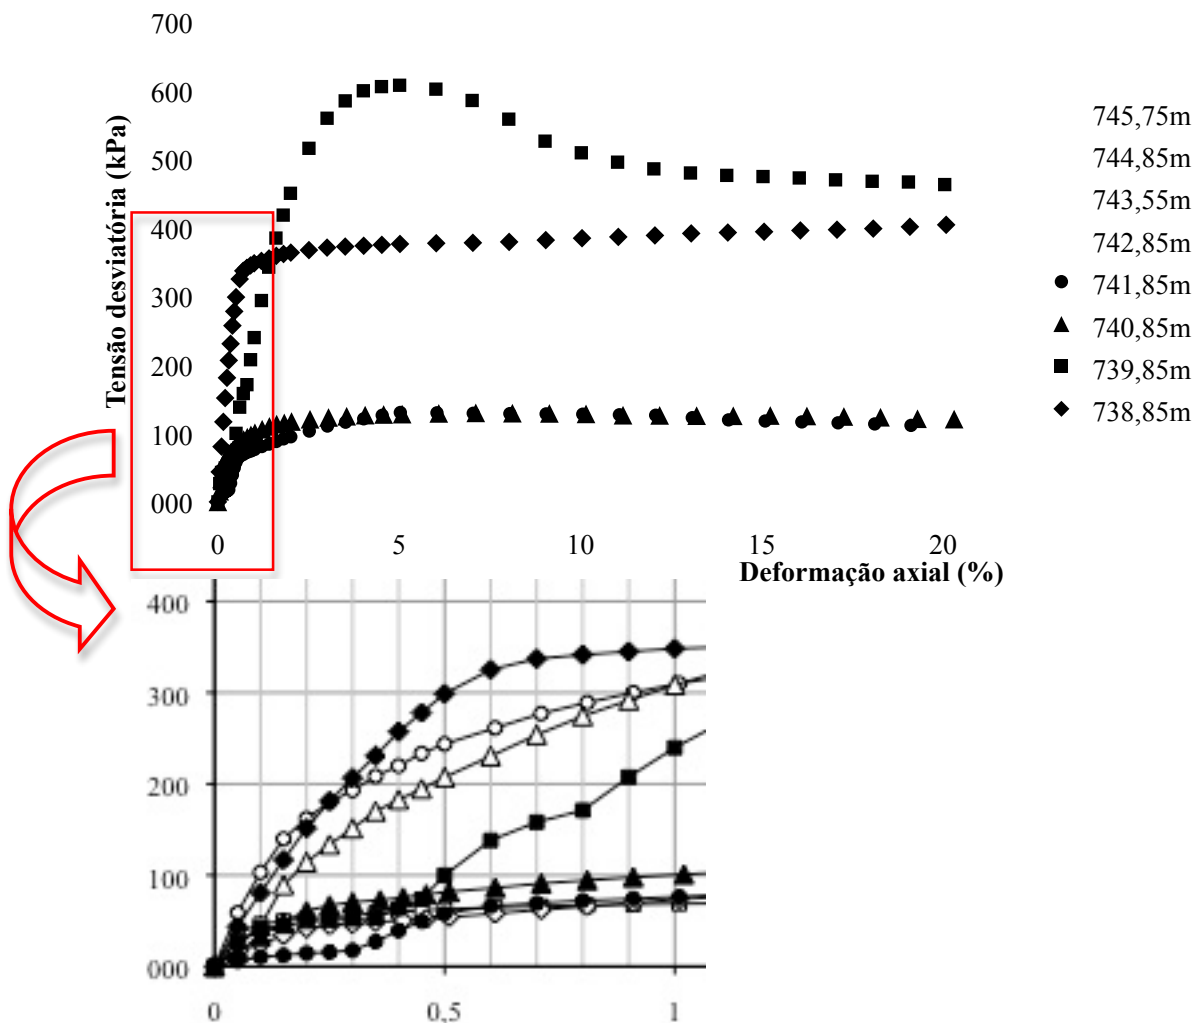 700
600
500
400
300
200
100
000
Tensão desviatória (kPa)
0 5 10 15 20
Deformação axial (%)
745,75m
744,85m
743,55m
742,85m
741,85m
740,85m
739,85m
738,85m
400
300
200
100
000
0 0,5 1